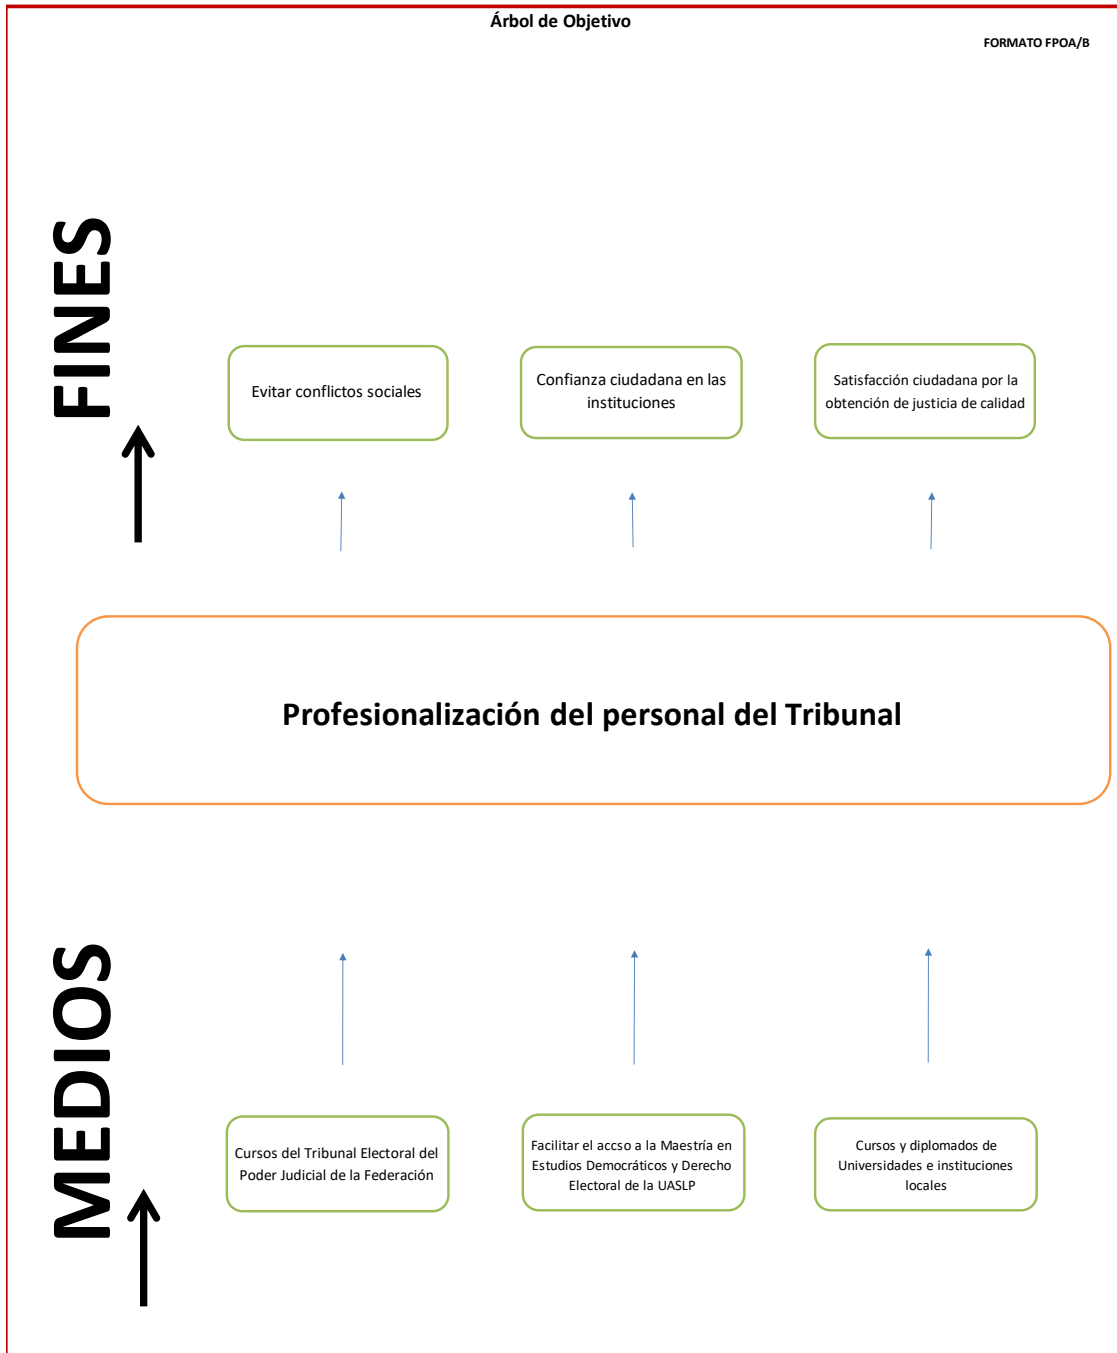 Árbol de Objetivo
FORMATO FPOA/B
FINES
Evitar conflictos sociales
Confianza ciudadana en las
instituciones
Satisfacción ciudadana por la
obtención de justicia de calidad
Profesionalización del personal del Tribunal
MEDIOS
Cursos del Tribunal Electoral del
Poder Judicial de la Federación
Facilitar el accso a la Maestría en
Estudios Democráticos y Derecho
Electoral de la UASLP
Cursos y diplomados de
Universidades e instituciones
locales